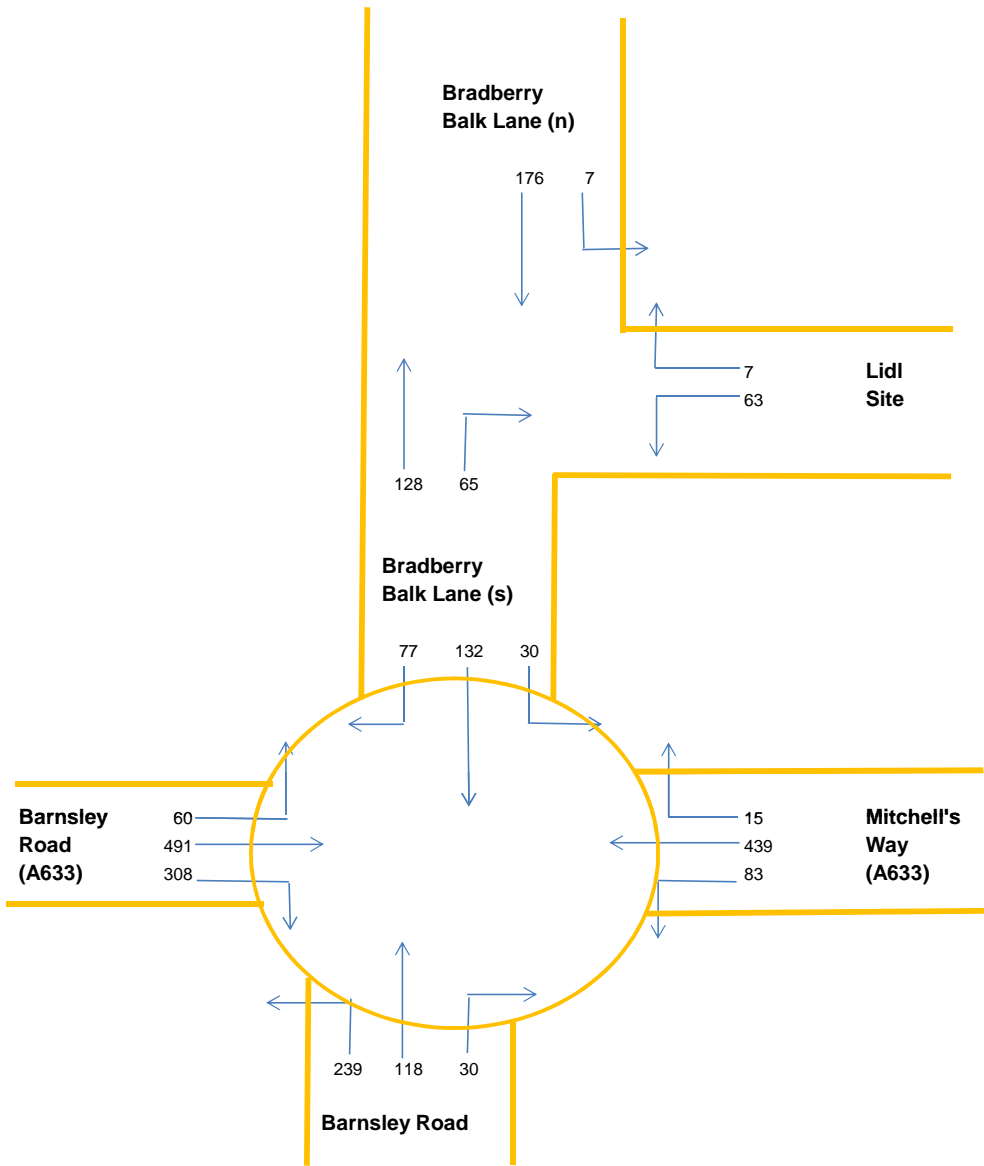 Bradberry
Balk Lane (n)
176 7
7
63
Lidl
Site
128 65
Bradberry
Balk Lane (s)
77 132 30
Barnsley
Road
(A633)
60
491
308
15
439
83
Mitchell's
Way
(A633)
239 118 30
Barnsley Road